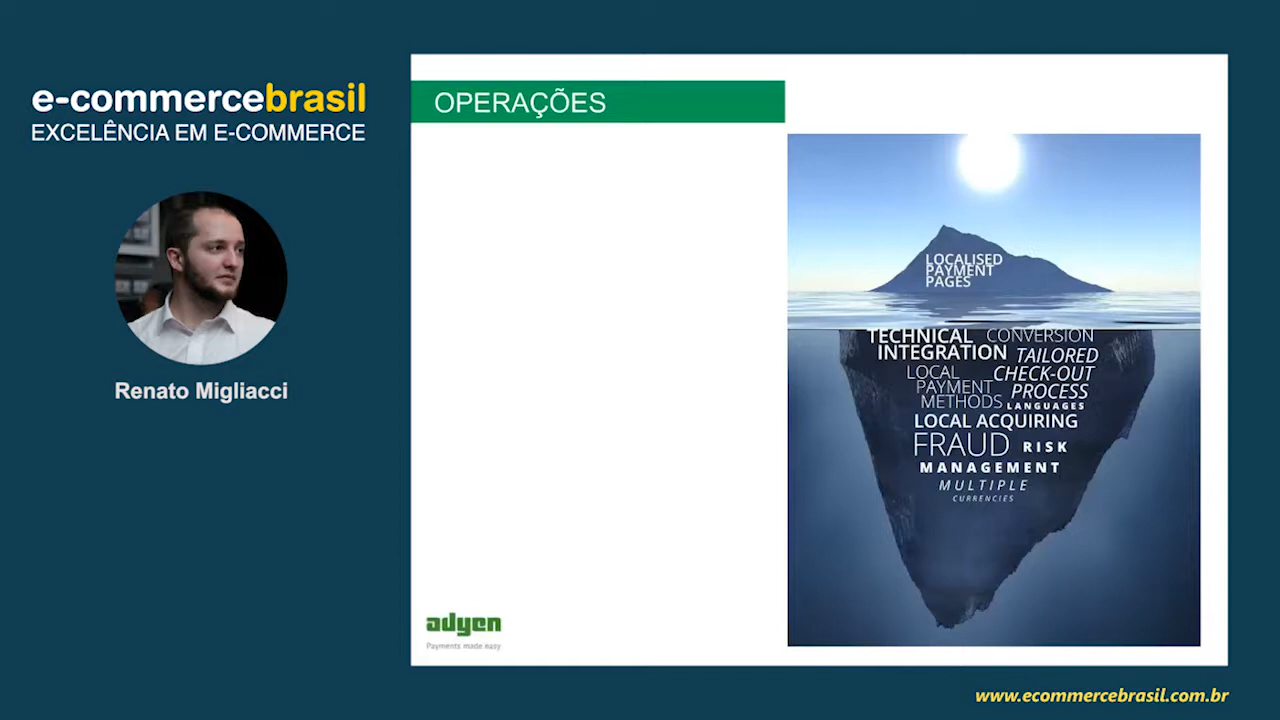 e-commercebrasil
EXCELÊNCIA EM E-COMMERCE
Renato Migliacci
OPERAÇÕES
LOCALISED
PAYMENT
PAGES
TECHNICAL CONVERSION
INTEGRATION TAILORED
LOCAL CHECK-OUT
PAYMENT PROCESS
METHODS LANGUAGES
LOCAL ACQUIRING
FRAUD RISK
MANAGEMENT
MULTIPLE
CURRENCIES
adyen
Payments made easy
www.ecommercebrasil.com.br